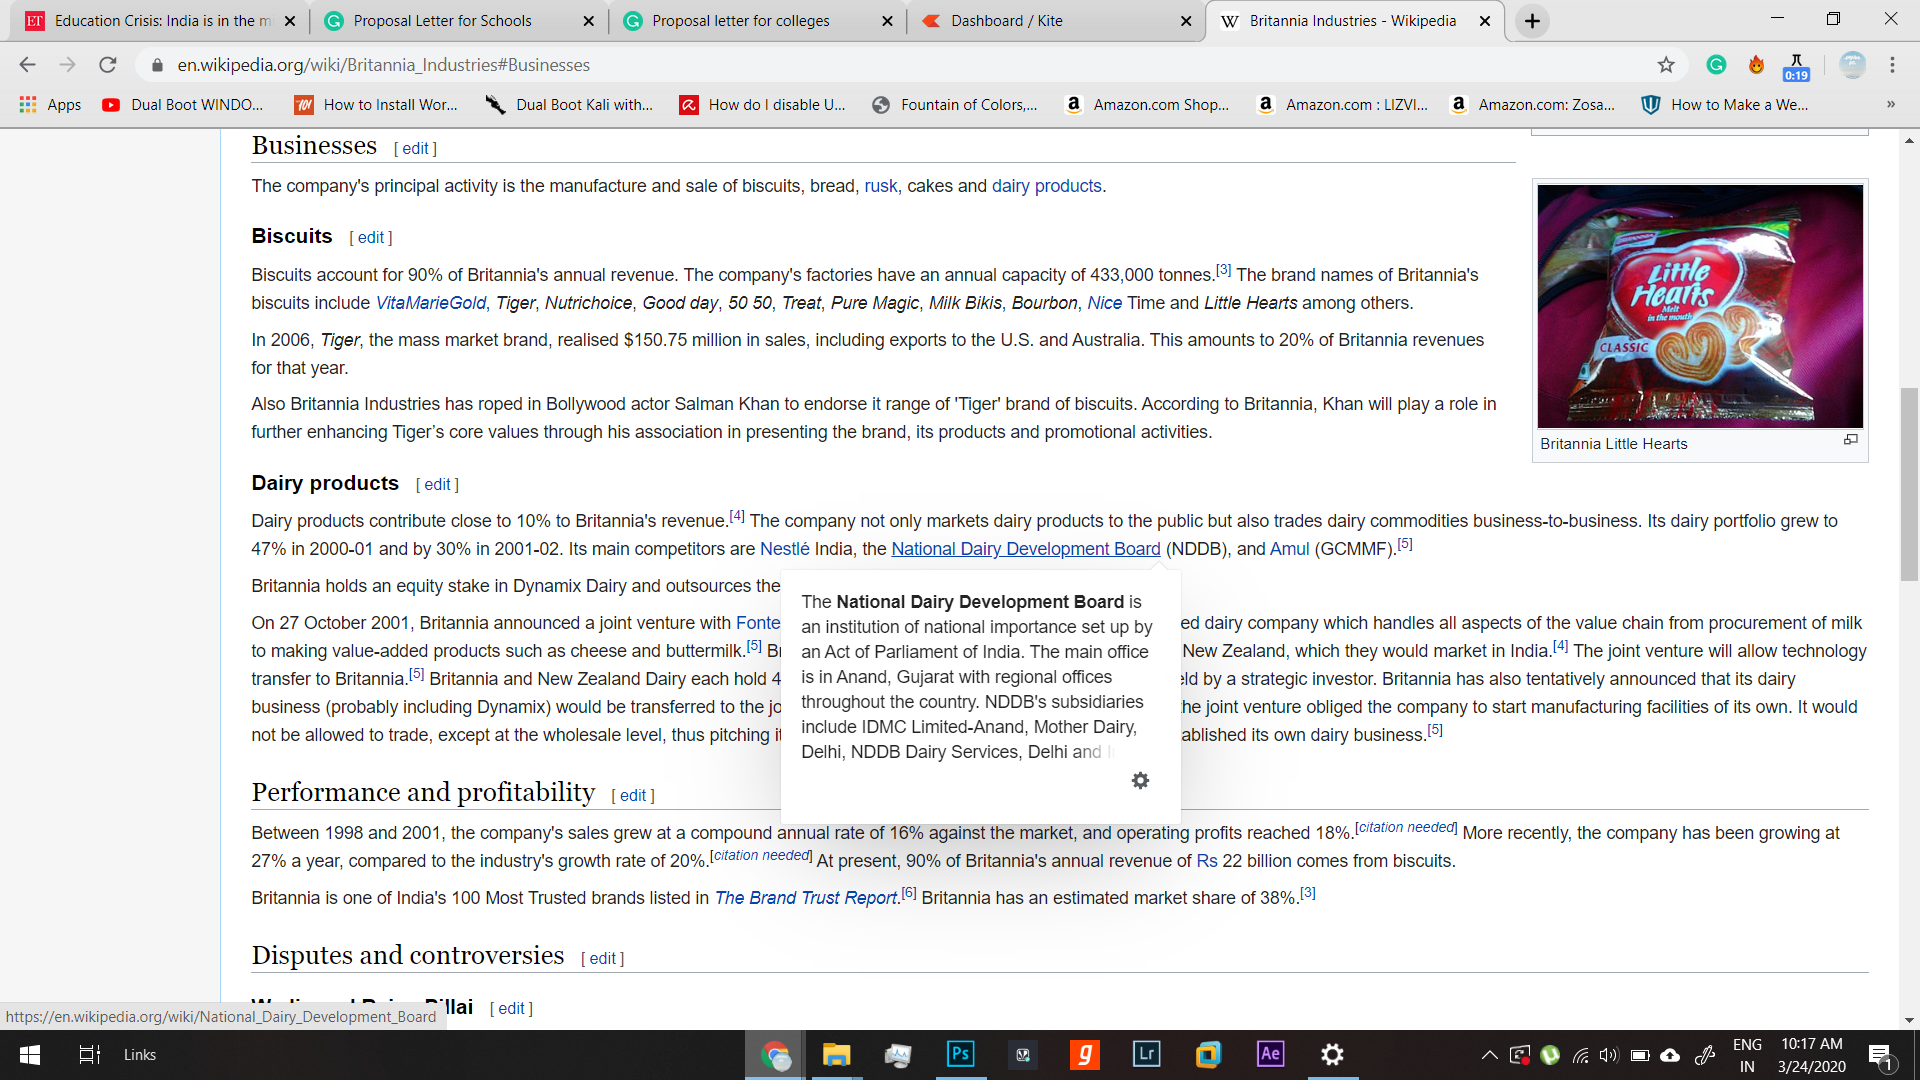 Education Crisis: India is in the m
Proposal Letter for Schools
Proposal letter for colleges
Dashboard / Kite
Britannia Industries - Wikipedia
en.wikipedia.org/wiki/Britannia_Industries#Businesses
0:19
Apps
Dual Boot WINDO...
How to Install Wor...
Dual Boot Kali with...
How do I disable U...
Fountain of Colors,...
Amazon.com Shop...
Amazon.com : LIZVI...
Amazon.com: Zosa...
How to Make a We...
»
Businesses [ edit ]
The company's principal activity is the manufacture and sale of biscuits, bread, rusk, cakes and dairy products.
Biscuits [ edit ]
Biscuits account for 90% of Britannia's annual revenue. The company's factories have an annual capacity of 433,000 tonnes.[3] The brand names of Britannia's
biscuits include VitaMarieGold, Tiger, Nutrichoice, Good day, 50 50, Treat, Pure Magic, Milk Bikis, Bourbon, Nice Time and Little Hearts among others.
In 2006, Tiger, the mass market brand, realised $150.75 million in sales, including exports to the U.S. and Australia. This amounts to 20% of Britannia revenues
for that year.
Also Britannia Industries has roped in Bollywood actor Salman Khan to endorse it range of 'Tiger' brand of biscuits. According to Britannia, Khan will play a role in
further enhancing Tiger’s core values through his association in presenting the brand, its products and promotional activities.
Little
Hearts
Melt
in the mouth
CLASSIC
Britannia Little Hearts
Dairy products [ edit ]
Dairy products contribute close to 10% to Britannia's revenue.[4] The company not only markets dairy products to the public but also trades dairy commodities business-to-business. Its dairy portfolio grew to
47% in 2000-01 and by 30% in 2001-02. Its main competitors are Nestlé India, the National Dairy Development Board (NDDB), and Amul (GCMMF).[5]
Britannia holds an equity stake in Dynamix Dairy and outsources the
On 27 October 2001, Britannia announced a joint venture with Fonte ed dairy company which handles all aspects of the value chain from procurement of milk
to making value-added products such as cheese and buttermilk.[5] B New Zealand, which they would market in India.[4] The joint venture will allow technology
transfer to Britannia.[5] Britannia and New Zealand Dairy each hold 4 ld by a strategic investor. Britannia has also tentatively announced that its dairy
business (probably including Dynamix) would be transferred to the jo the joint venture obliged the company to start manufacturing facilities of its own. It would
not be allowed to trade, except at the wholesale level, thus pitching i ablished its own dairy business.[5]
The National Dairy Development Board is
an institution of national importance set up by
an Act of Parliament of India. The main office
is in Anand, Gujarat with regional offices
throughout the country. NDDB's subsidiaries
include IDMC Limited-Anand, Mother Dairy,
Delhi, NDDB Dairy Services, Delhi and
Performance and profitability [ edit ]
Between 1998 and 2001, the company's sales grew at a compound annual rate of 16% against the market, and operating profits reached 18%.[citation needed] More recently, the company has been growing at
27% a year, compared to the industry's growth rate of 20%.[citation needed] At present, 90% of Britannia's annual revenue of Rs 22 billion comes from biscuits.
Britannia is one of India's 100 Most Trusted brands listed in The Brand Trust Report.[6] Britannia has an estimated market share of 38%.[3]
Disputes and controversies [ edit ]
illai [ edit ]
https://en.wikipedia.org/wiki/National_Dairy_Development_Board
Links
Ps
Lr
Ae
ENG
IN
10:17 AM
3/24/2020
1